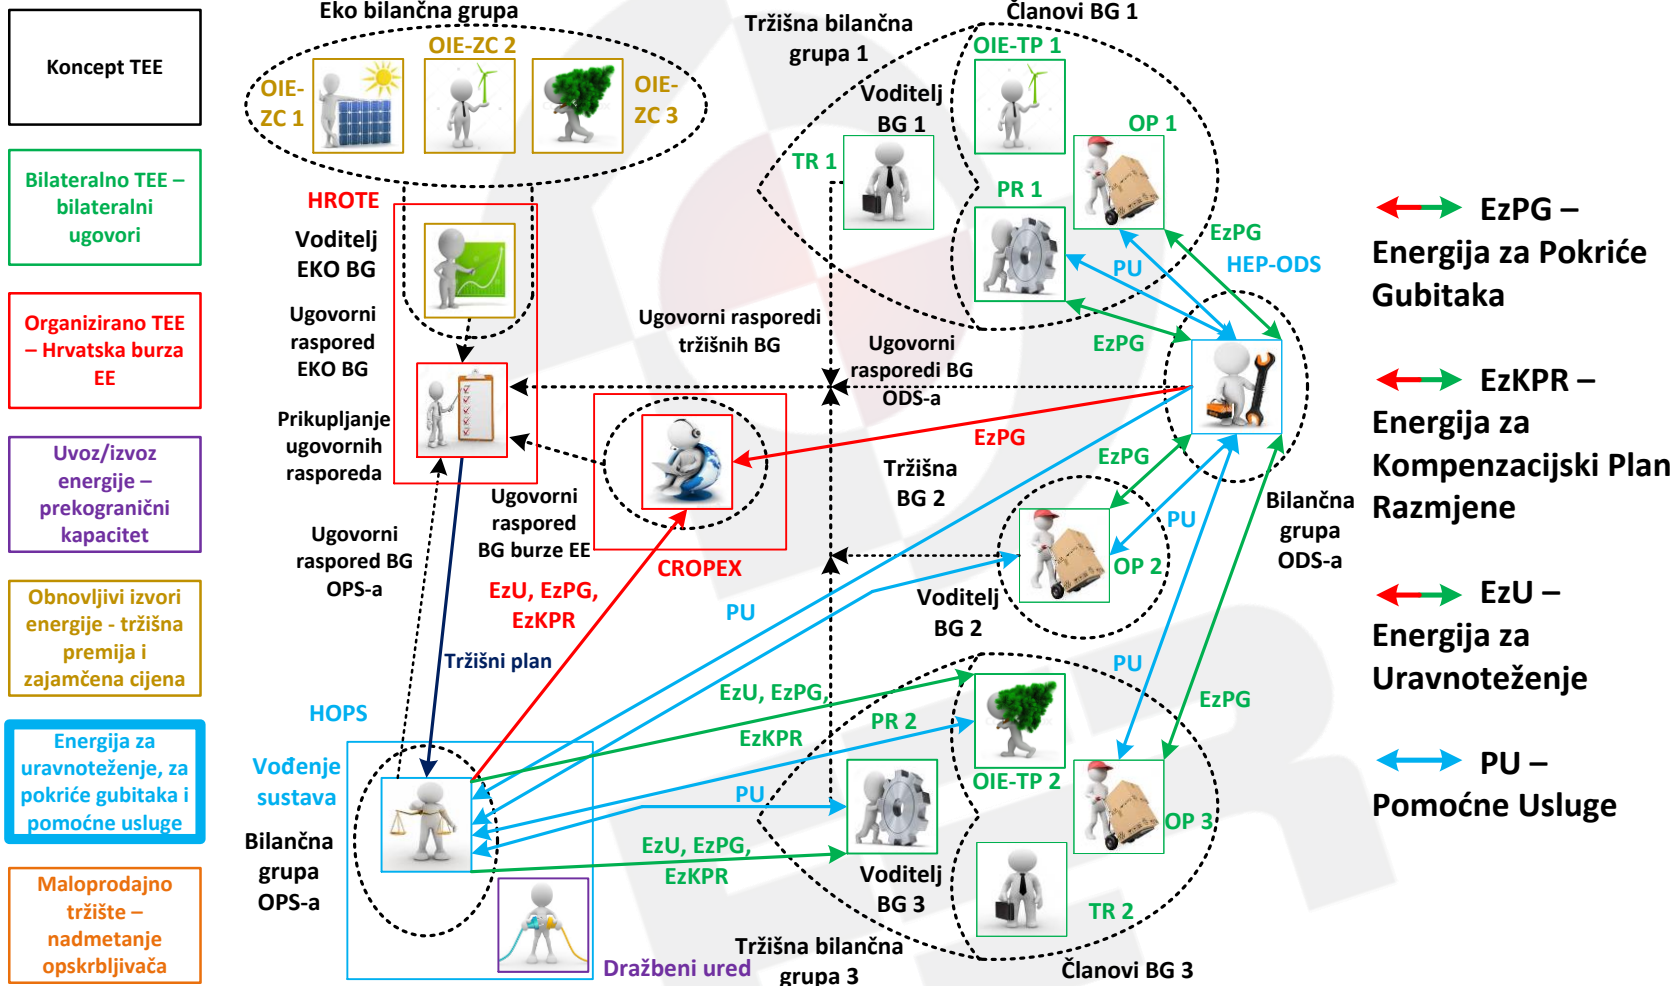 Koncept TEE
Bilateralno TEE –
bilateralni
ugovori
Organizirano TEE
– Hrvatska burza
EE
Uvoz/izvoz
energije –
prekogranični
kapacitet
Obnovljivi izvori
energije - tržišna
premija i
zajamčena cijena
Energija za
uravnoteženje, za
pokriće gubitaka i
pomoćne usluge
Maloprodajno
tržište –
nadmetanje
opskrbljivača
Eko bilančna grupa
OIE-
ZC 1
OIE-ZC 2
OIE-
ZC 3
HROTE
Voditelj
EKO BG
Ugovorni
raspored
EKO BG
Prikupljanje
ugovornih
rasporeda
Ugovorni
raspored BG
OPS-a
Ugovorni
raspored
BG burze EE
CROPEX
EzU, EzPG,
EzKPR
Tržišni plan
HOPS
Vođenje
sustava
Bilančna
grupa
OPS-a
Dražbeni ured
Tržišna bilančna
grupa 1
Članovi BG 1
OIE-TP 1
Voditelj
BG 1
TR 1
OP 1
PR 1
EzPG
HEP-ODS
PU
EzPG
Ugovorni rasporedi
tržišnih BG
Ugovorni
rasporedi BG
ODS-a
EzPG
EzPG
Tržišna
BG 2
PU
Bilančna
grupa
ODS-a
OP 2
Voditelj
BG 2
PU
PU
EzPG
EzU, EzPG,
EzKPR
PR 2
OIE-TP 2
PU
OP 3
EzU, EzPG,
EzKPR
Voditelj
BG 3
TR 2
Tržišna bilančna
grupa 3
Članovi BG 3
EzPG –
Energija za Pokriće
Gubitaka
EzKPR –
Energija za
Kompenzacijski Plan
Razmjene
EzU –
Energija za
Uravnoteženje
PU –
Pomoćne Usluge